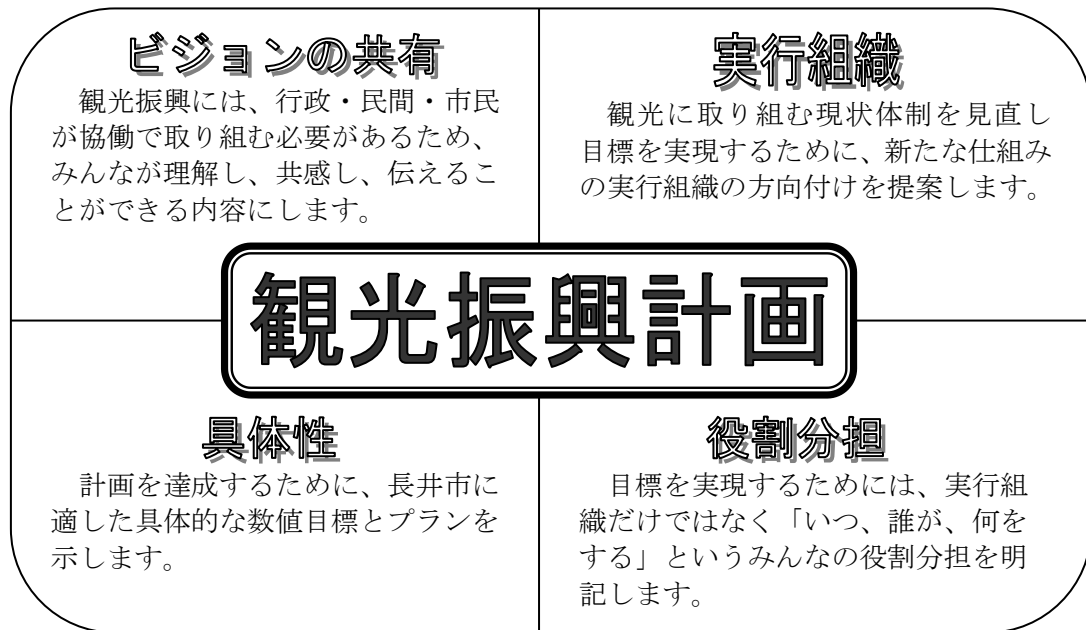 ビジョンの共有
観光振興には、行政・民間・市民
が協働で取り組む必要があるため、
みんなが理解し、共感し、伝えるこ
とができる内容にします。
実行組織
観光に取り組む現状体制を見直し
目標を実現するために、新たな仕組み
の実行組織の方向付けを提案します。
観光振興計画
具体性
計画を達成するために、長井市に
適した具体的な数値目標とプランを
示します。
役割分担
目標を実現するためには、実行組
織だけではなく「いつ、誰が、何を
する」というみんなの役割分担を明
記します。